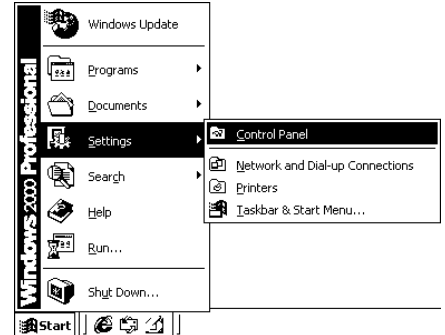 Windows 2000 Professional
Windows Update
Programs
Documents
Settings
Search
Help
Run...
Shut Down...
Control Panel
Network and Dial-up Connections
Printers
Taskbar & Start Menu...
Start